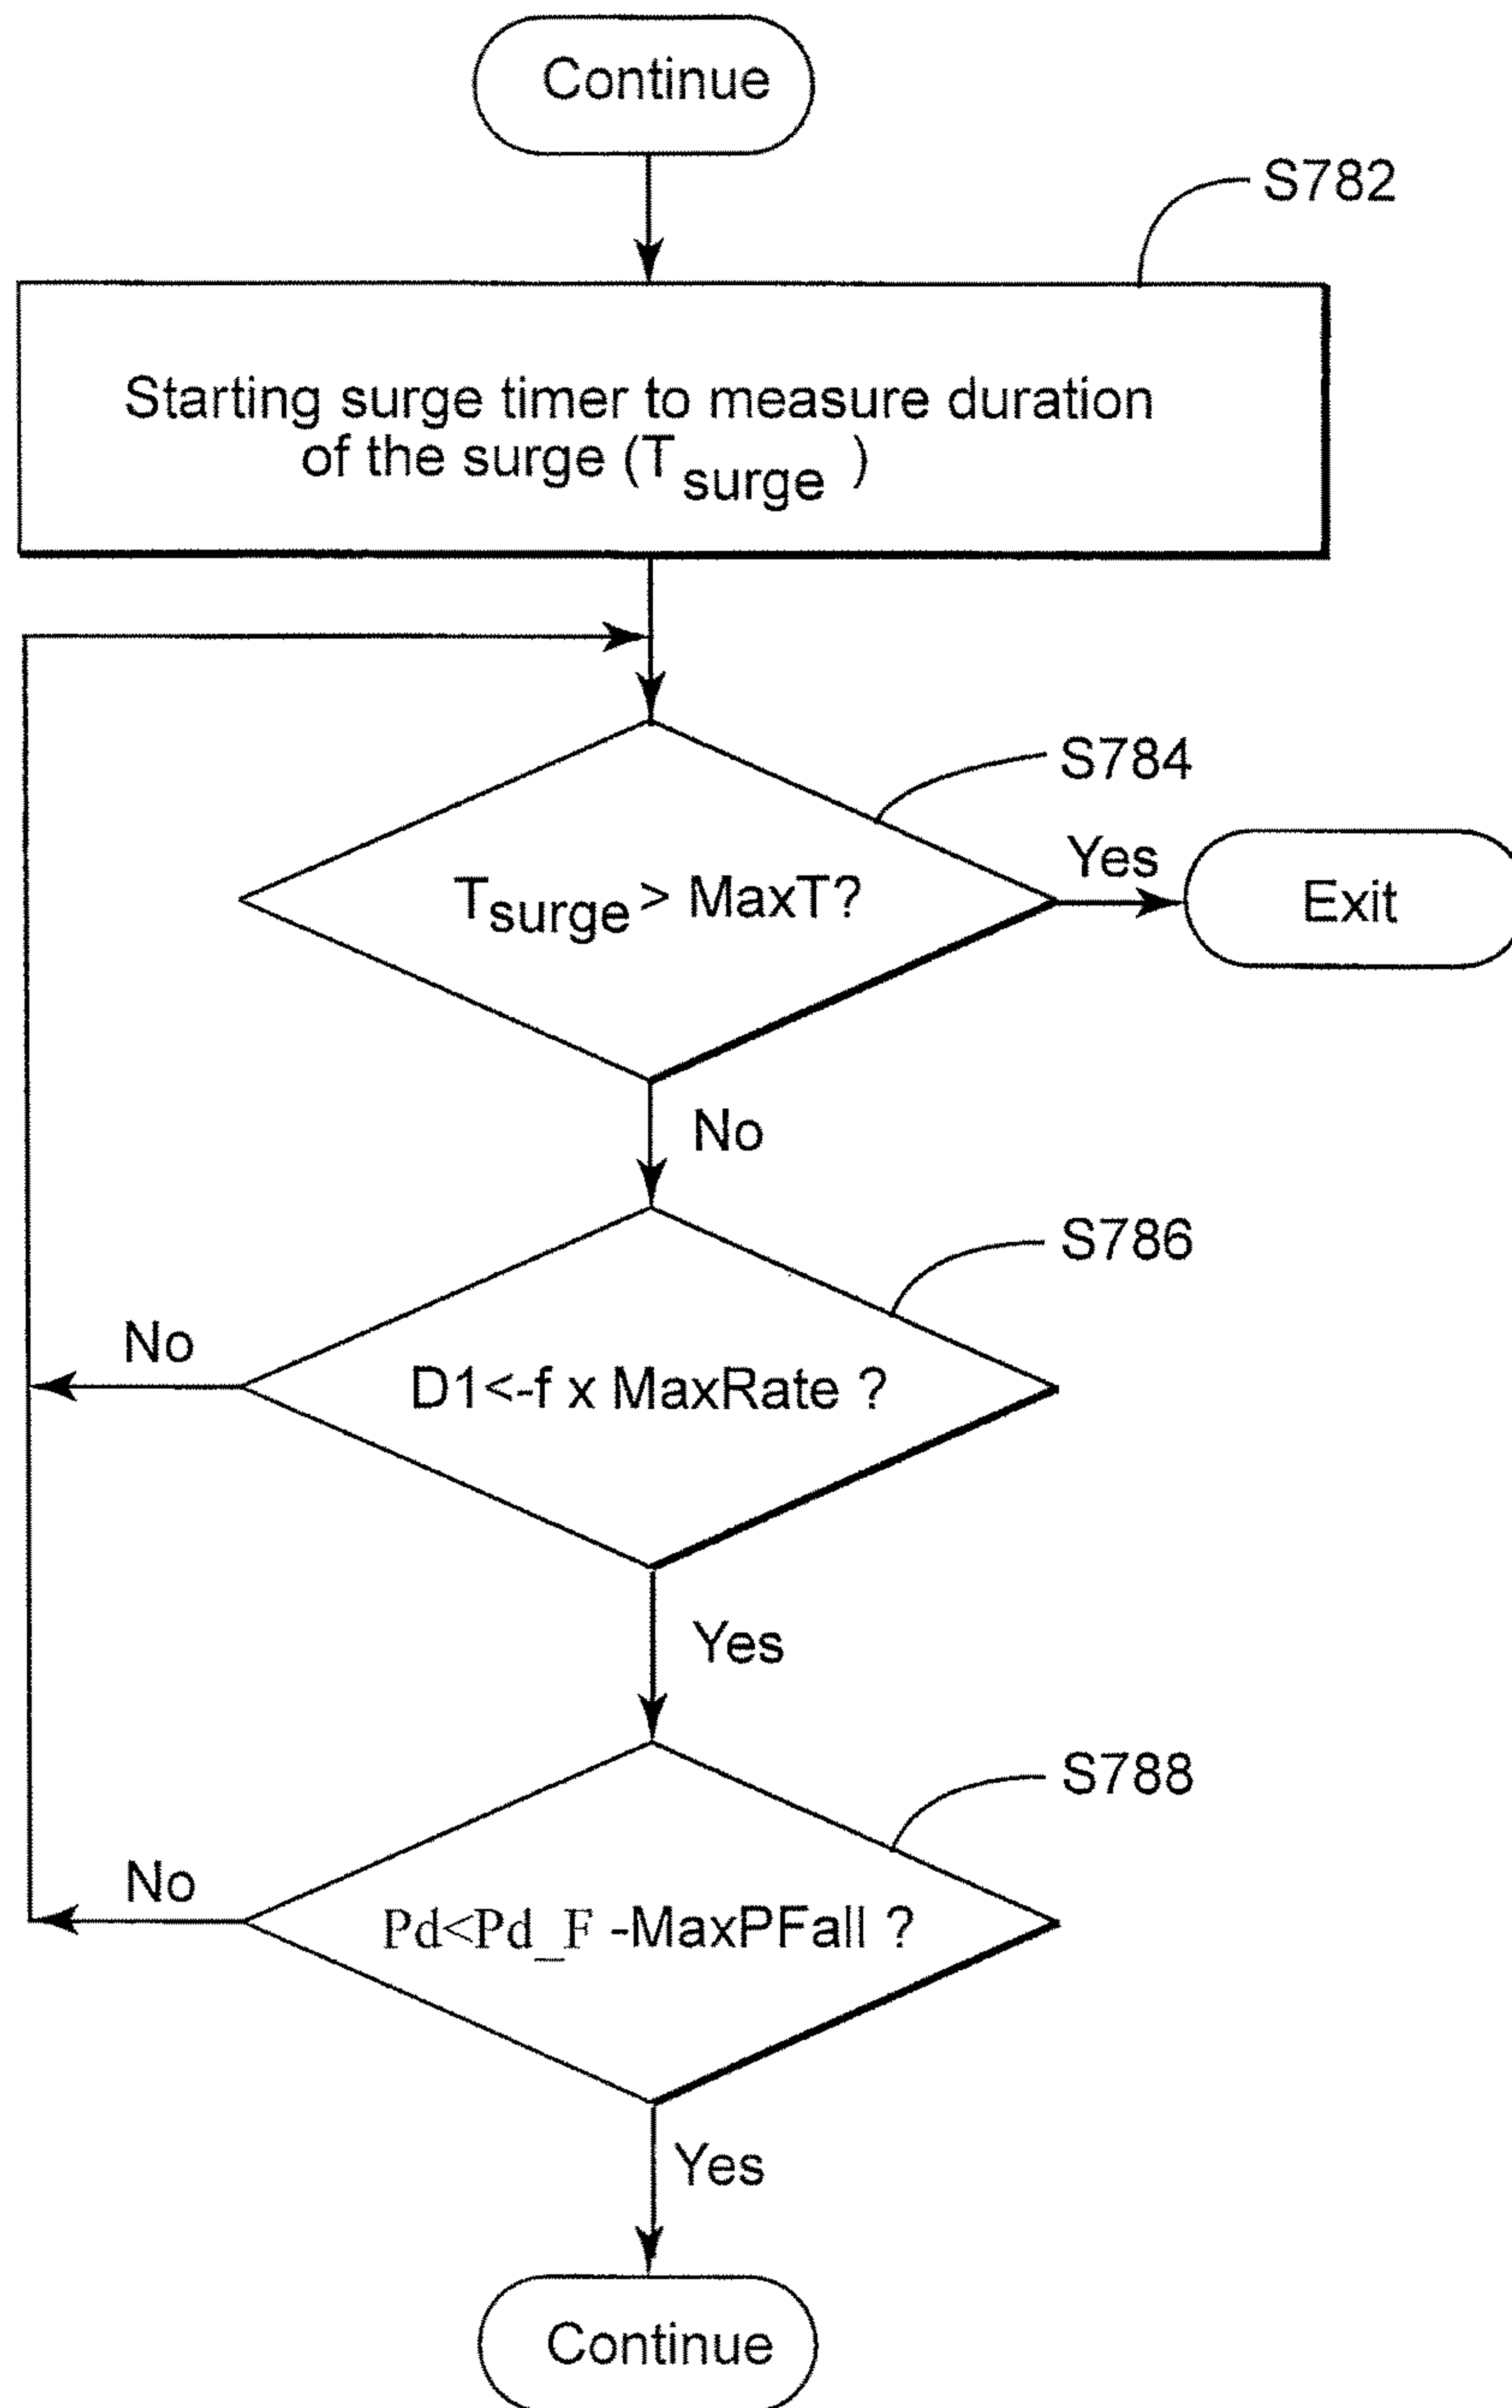 Continue
S782
Starting surge timer to measure duration
of the surge (Tsurge )
S784
Tsurge > MaxT?
Yes
Exit
No
S786
D1<-f x MaxRate ?
No
Yes
S788
Pd<Pd_F -MaxPFall ?
No
Yes
Continue